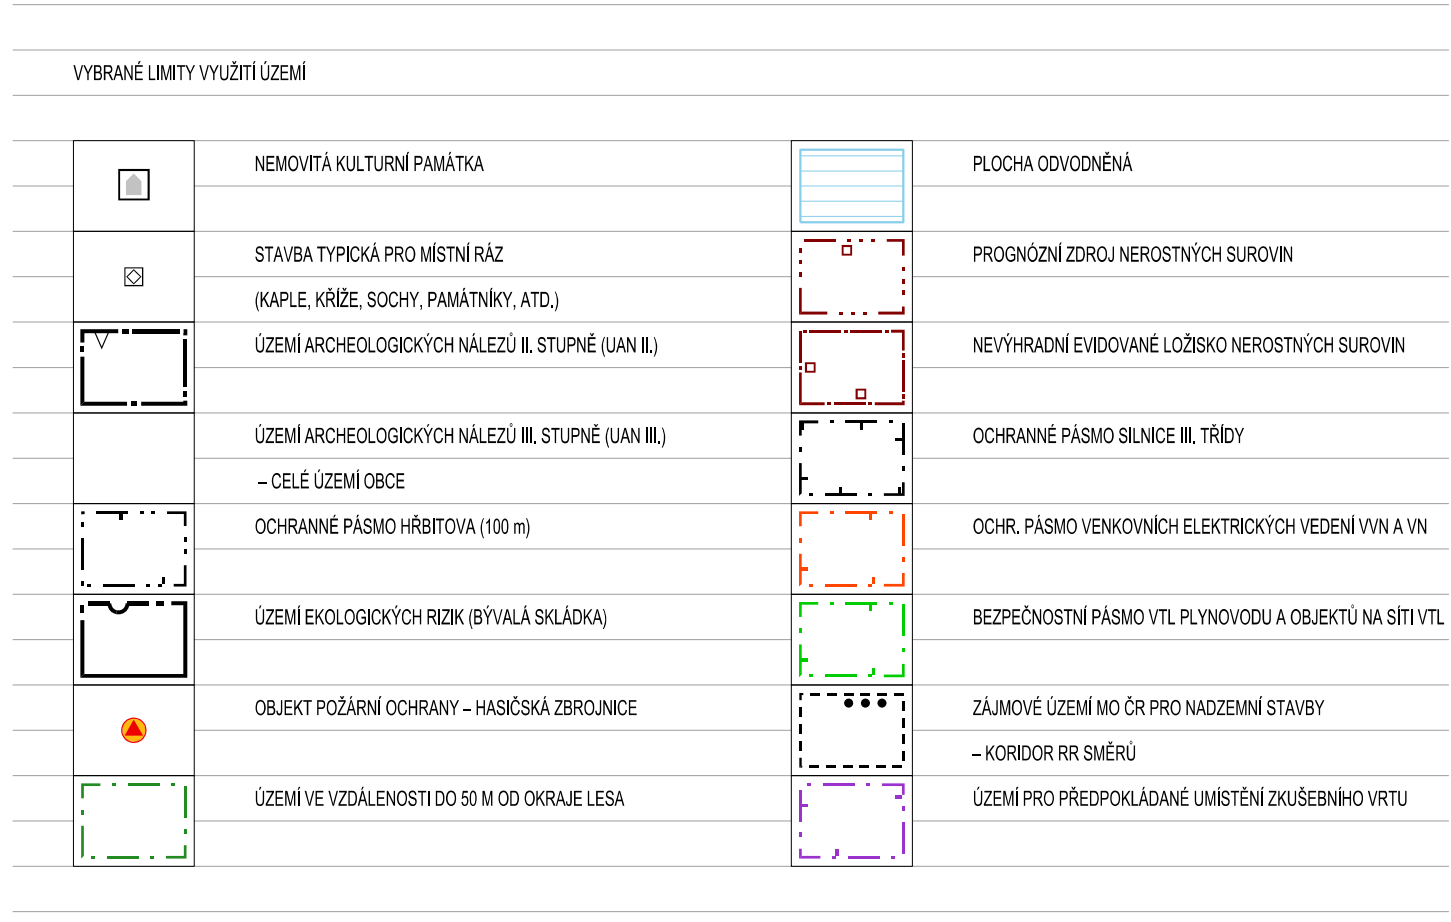 VYBRANÉ LIMITY VYUŽITÍ ÚZEMÍ
NEMOVITÁ KULTURNÍ PAMÁTKA
STAVBA TYPICKÁ PRO MÍSTNÍ RÁZ
(KAPLE, KŘÍŽE, SOCHY, PAMÁTNÍKY, ATD.)
ÚZEMÍ ARCHEOLOGICKÝCH NÁLEZŮ II. STUPNĚ (UAN II.)
ÚZEMÍ ARCHEOLOGICKÝCH NÁLEZŮ III. STUPNĚ (UAN III.)
– CELÉ ÚZEMÍ OBCE
OCHRANNÉ PÁSMO HŘBITOVA (100 m)
ÚZEMÍ EKOLOGICKÝCH RIZIK (BÝVALÁ SKLÁDKA)
OBJEKT POŽÁRNÍ OCHRANY – HASIČSKÁ ZBROJNICE
ÚZEMÍ VE VZDÁLENOSTI DO 50 M OD OKRAJE LESA
PLOCHA ODVODNĚNÁ
PROGNÓZNÍ ZDROJ NEROSTNÝCH SUROVIN
NEVÝHRADNÍ EVIDOVANÉ LOŽISKO NEROSTNÝCH SUROVIN
OCHRANNÉ PÁSMO SILNICE III. TŘÍDY
OCHR. PÁSMO VENKOVNÍCH ELEKTRICKÝCH VEDENÍ VVN A VN
BEZPEČNOSTNÍ PÁSMO VTL PLYNOVODU A OBJEKTŮ NA SÍTI VTL
ZÁJMOVÉ ÚZEMÍ MO ČR PRO NADZEMNÍ STAVBY
– KORIDOR RR SMĚRŮ
ÚZEMÍ PRO PŘEDPOKLÁDANÉ UMÍSTĚNÍ ZKUŠEBNÍHO VRTU